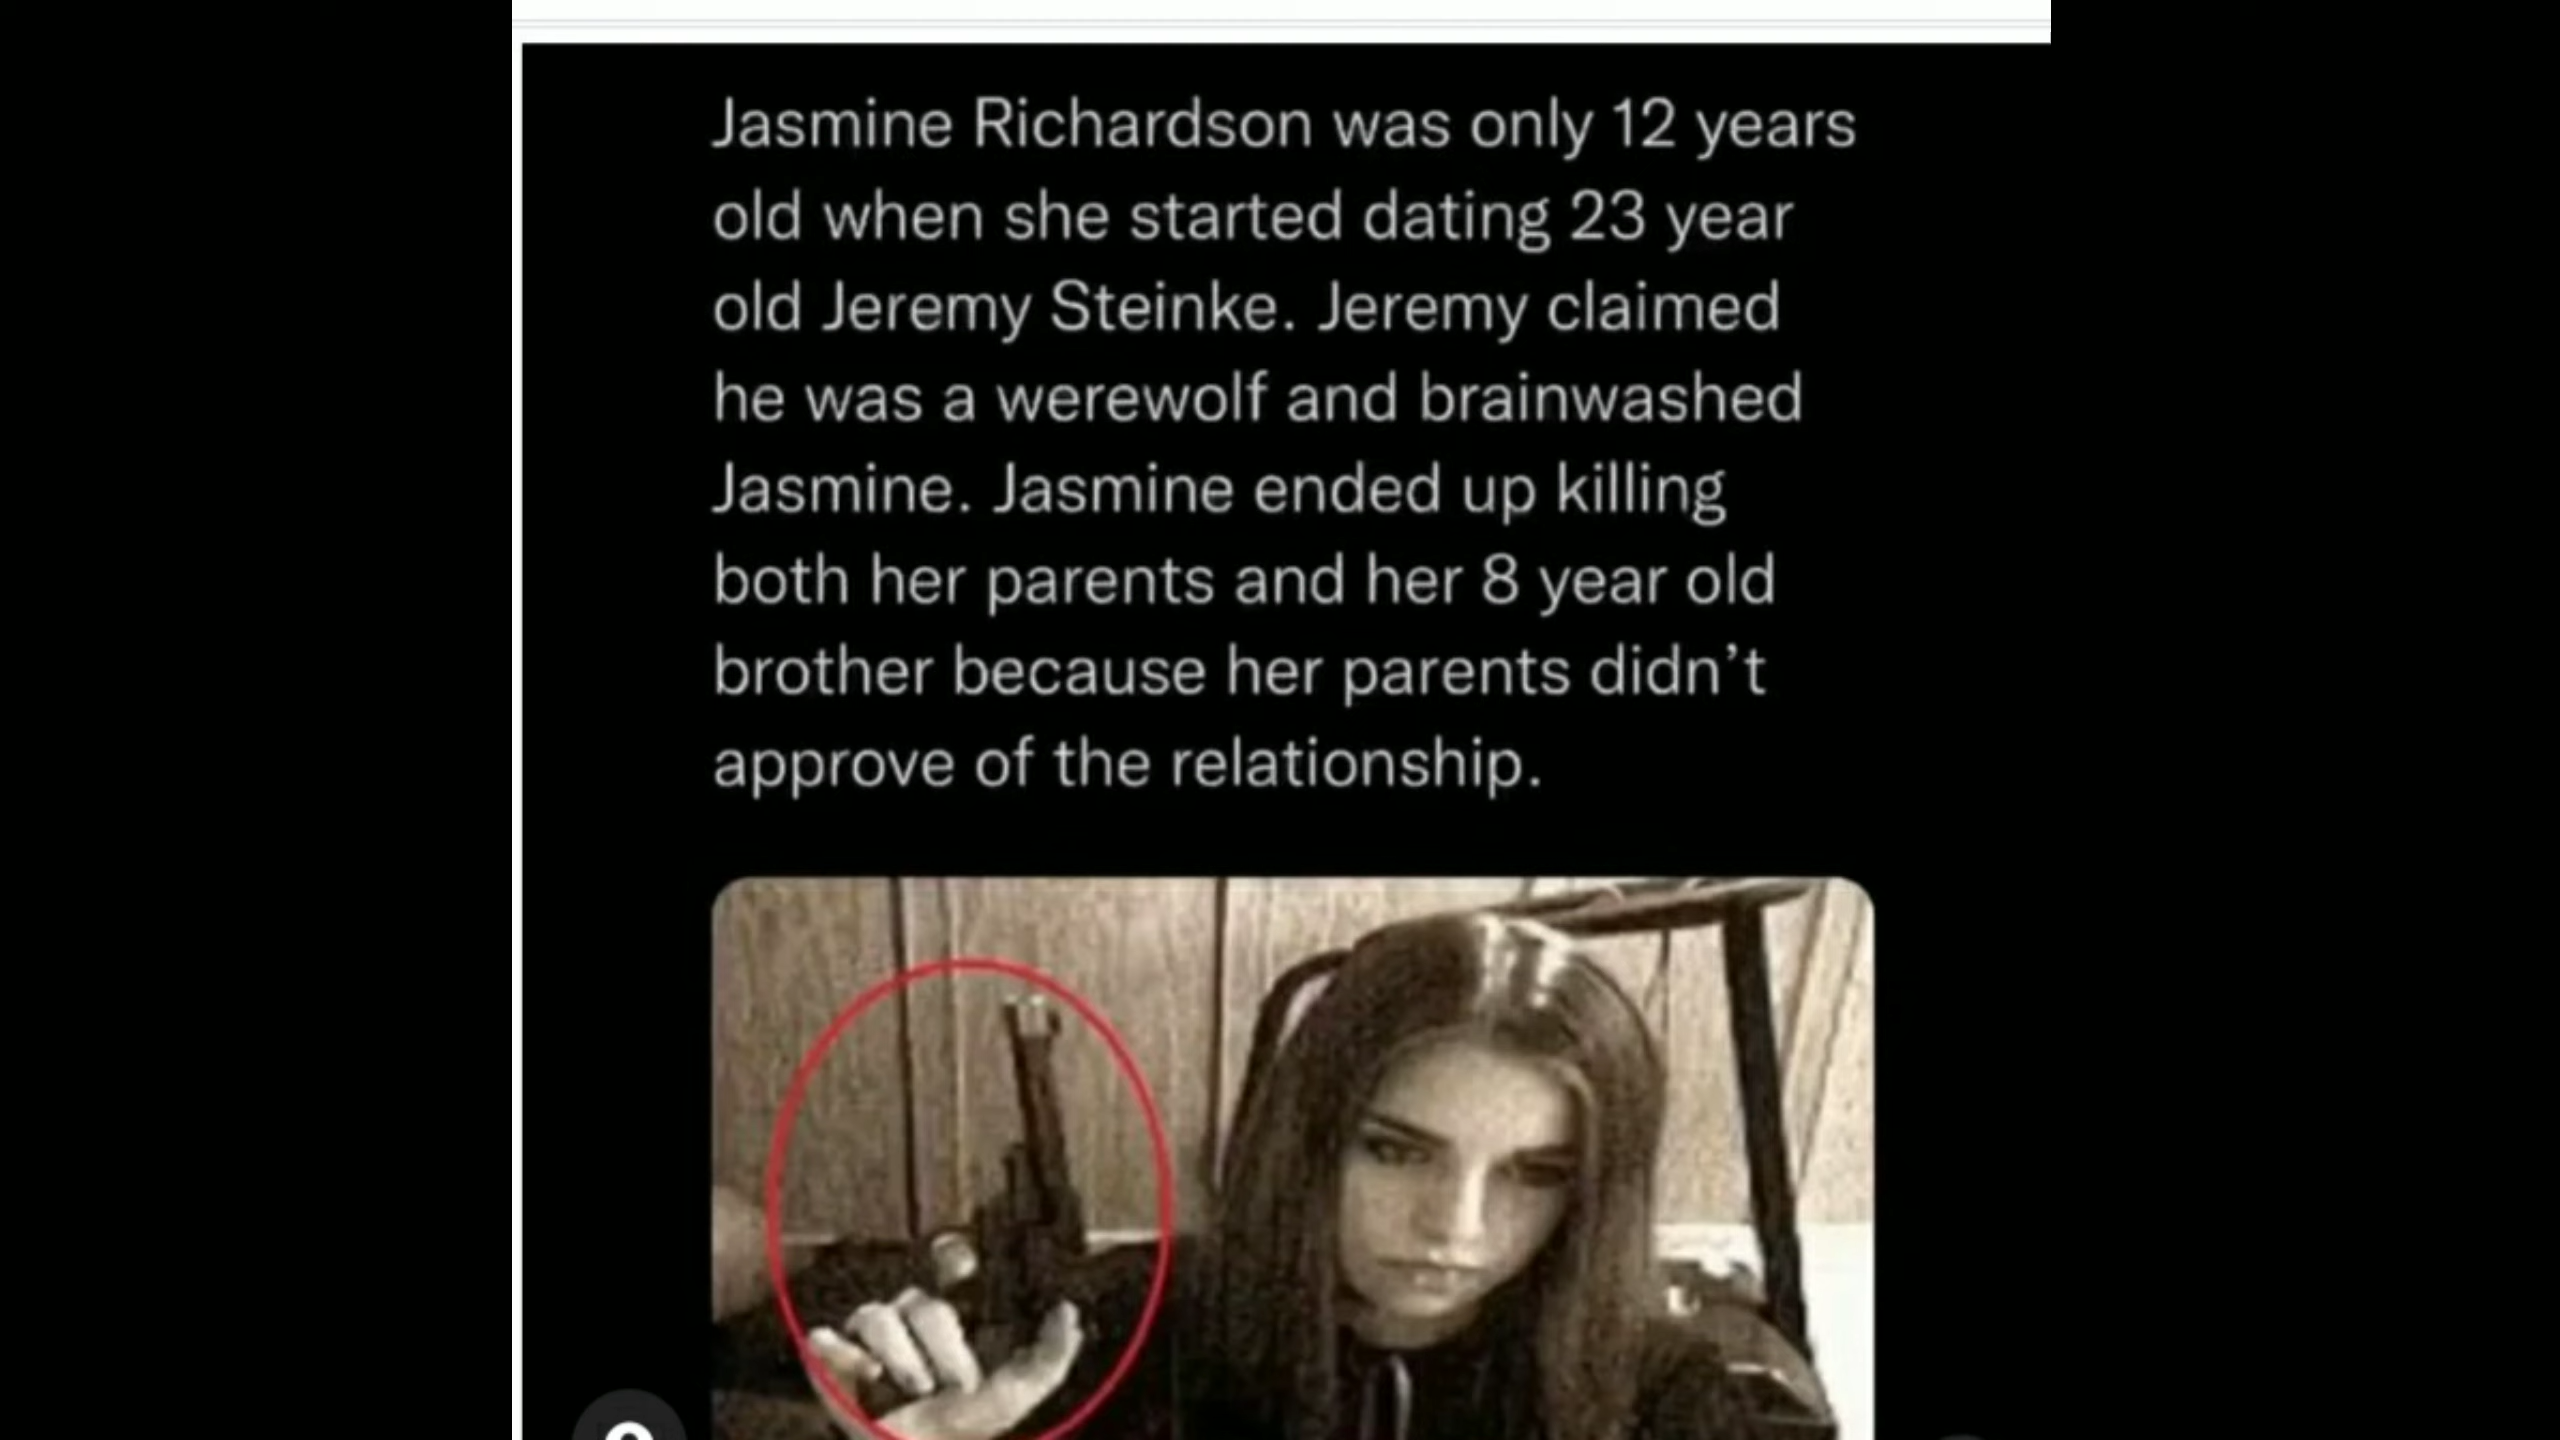 Jasmine Richardson was only 12 years
old when she started dating 23 year
old Jeremy Steinke. Jeremy claimed
he was a werewolf and brainwashed
Jasmine. Jasmine ended up killing
both her parents and her 8 year old
brother because her parents didn’t
approve of the relationship.